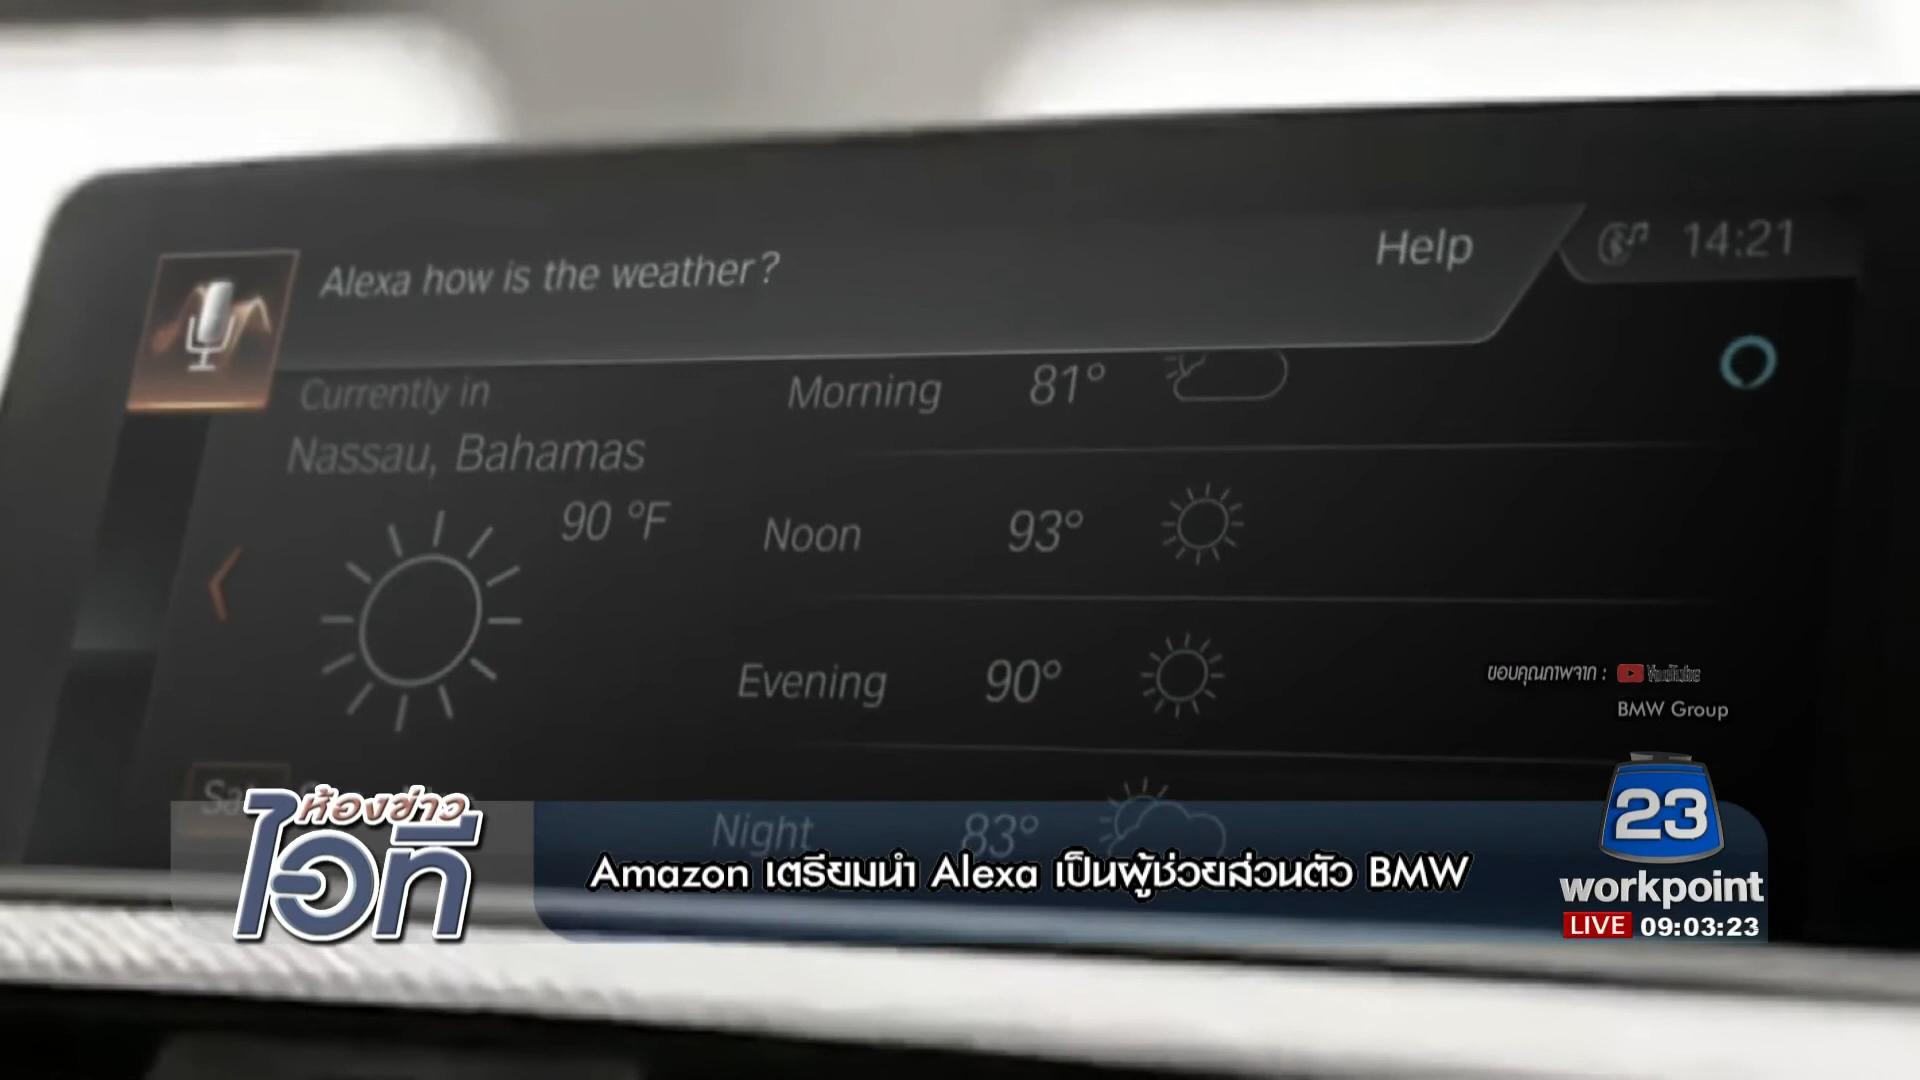 Alexa how is the weather?
Help
14:21
Currently in
Nassau, Bahamas
90 °F
Morning 81°
Noon 93°
Evening 90°
Night 83°
ขอบคุณภาพจาก : YouTube
BMW Group
ห้องข่าว
ไอที
Amazon เตรียมนำ Alexa เป็นผู้ช่วยส่วนตัว BMW
23
workpoint
LIVE 09:03:23